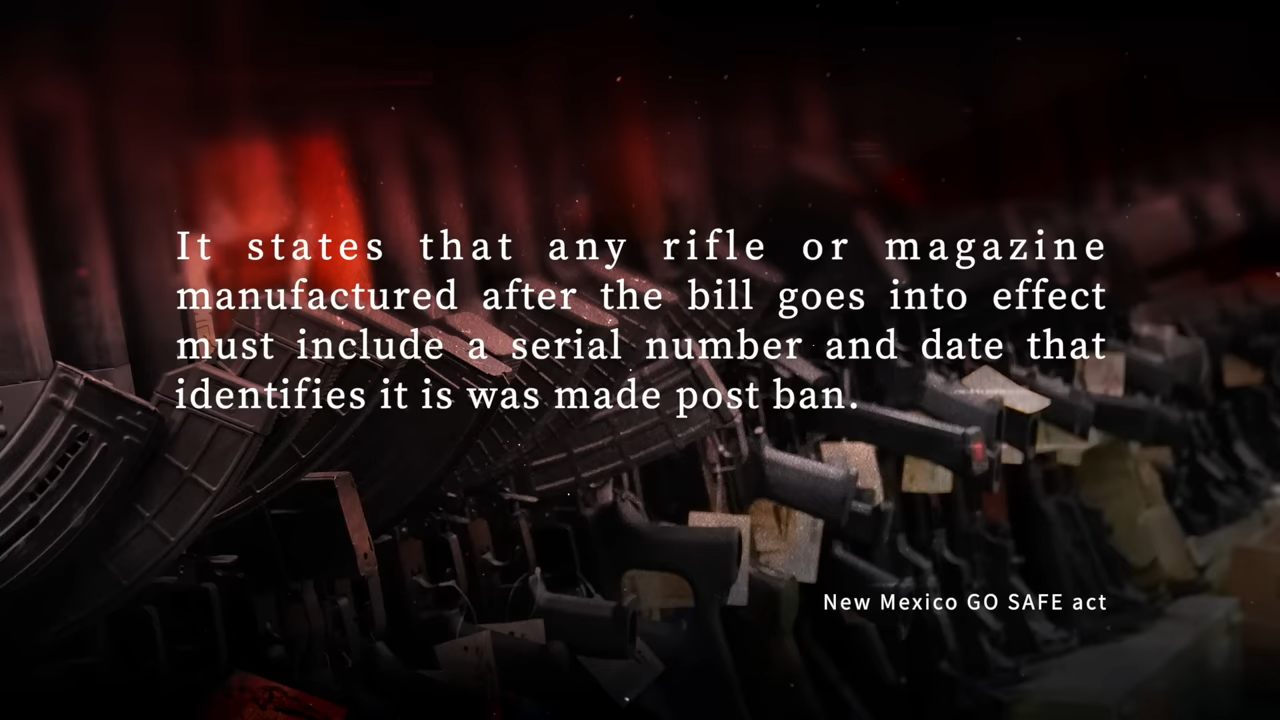 It states that any rifle or magazine
manufactured after the bill goes into effect
must include a serial number and date that
identifies it is was made post ban.
New Mexico GO SAFE act